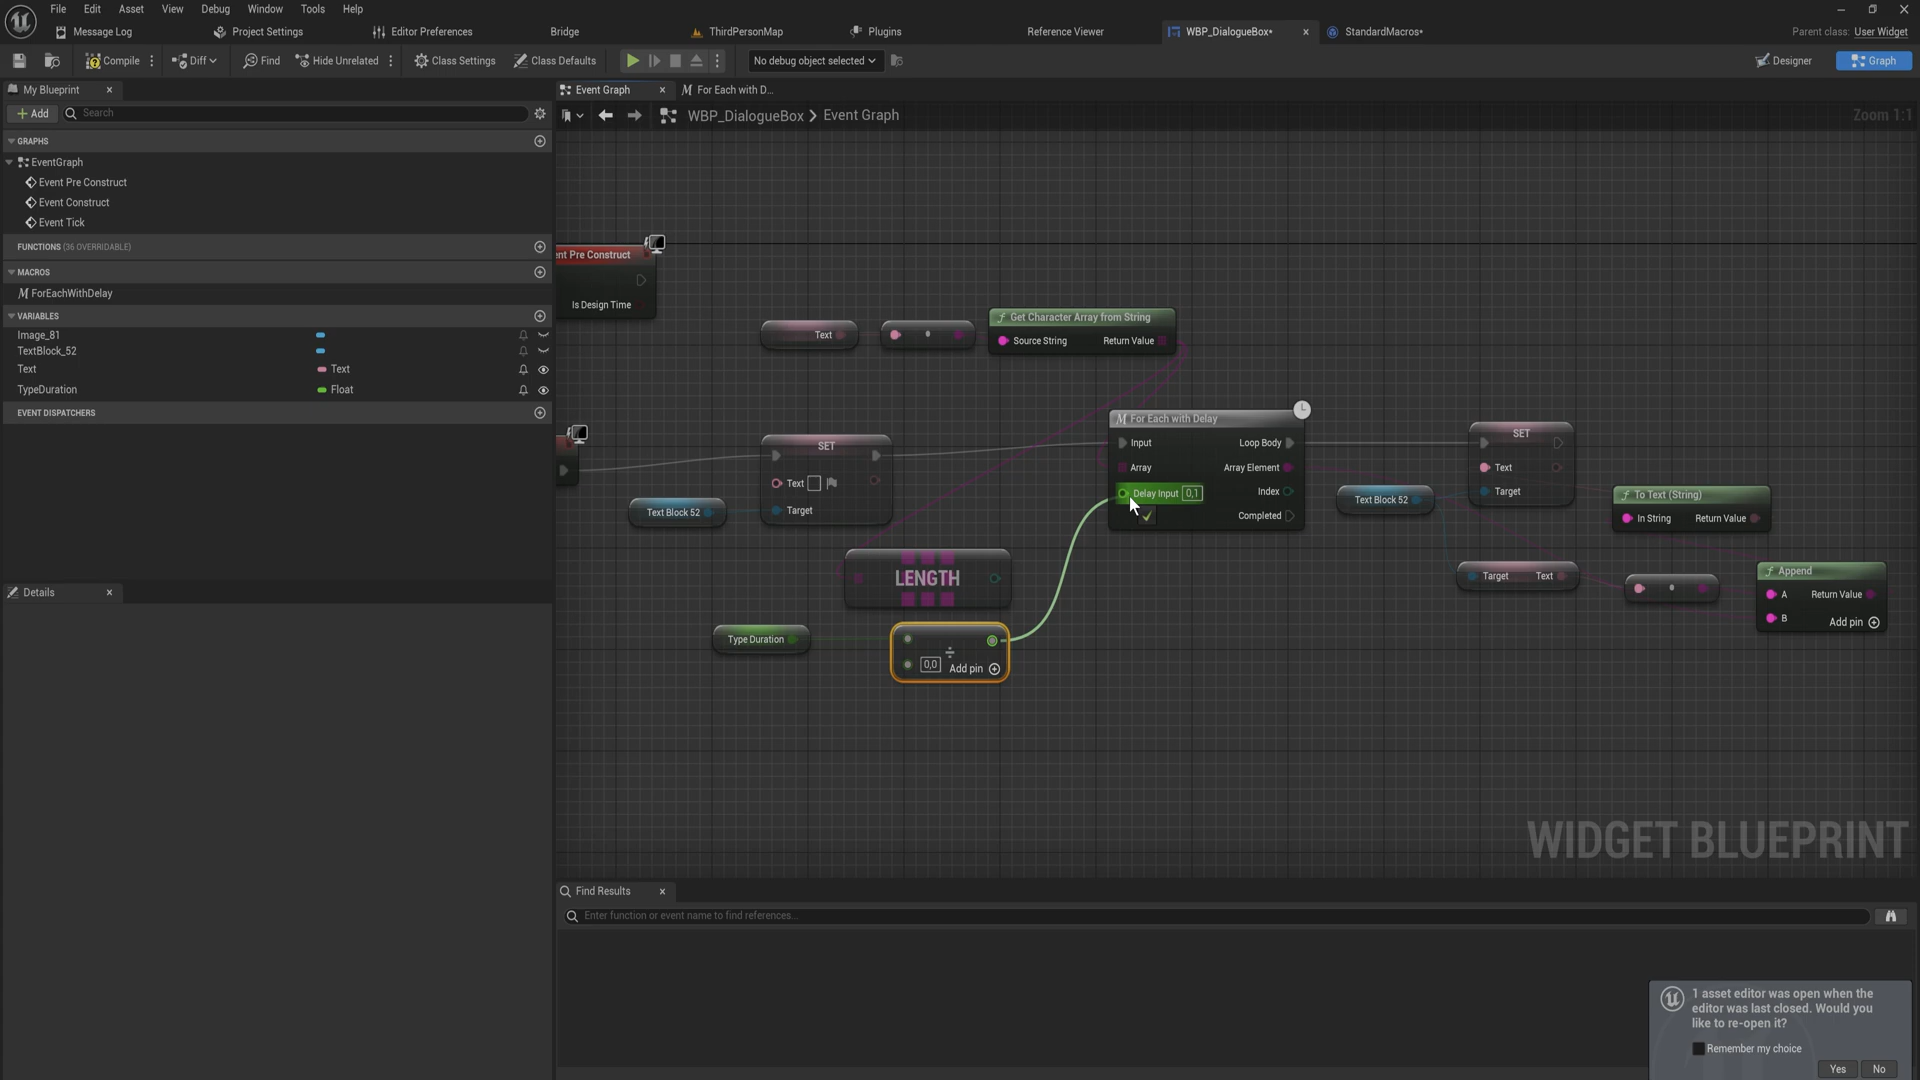 File Edit Asset View Debug Window Tools Help
Message Log
Project Settings
Editor Preferences
Bridge
ThirdPersonMap
Plugins
Reference Viewer
WBP_DialogueBox*
StandardMacros*
Parent class: User Widget
Compile
Diff
Find
Hide Unrelated
Class Settings
Class Defaults
No debug object selected
Designer
Graph
My Blueprint
Add
Search
GRAPHS
EventGraph
Event Pre Construct
Event Construct
Event Tick
FUNCTIONS (36 OVERRIDABLE)
MACROS
ForEachWithDelay
VARIABLES
Image_81
TextBlock_52
Text Text
TypeDuration Float
EVENT DISPATCHERS
Details
Event Graph
For Each with D...
WBP_DialogueBox > Event Graph
Zoom 1:1
ent Pre Construct
Is Design Time
Text
Get Character Array from String
Source String Return Value
SET
Text
Target
Text Block 52
For Each with Delay
Input Loop Body
Array Array Element
Delay Input 0,1 Index
Completed
LENGTH
Type Duration
÷
0,0 Add pin
Text Block 52
SET
Text
Target
To Text (String)
In String Return Value
Target Text
Append
A Return Value
B Add pin
WIDGET BLUEPRINT
Find Results
Enter function or event name to find references...
1 asset editor was open when the
editor was last closed. Would you
like to re-open it?
Remember my choice
Yes No